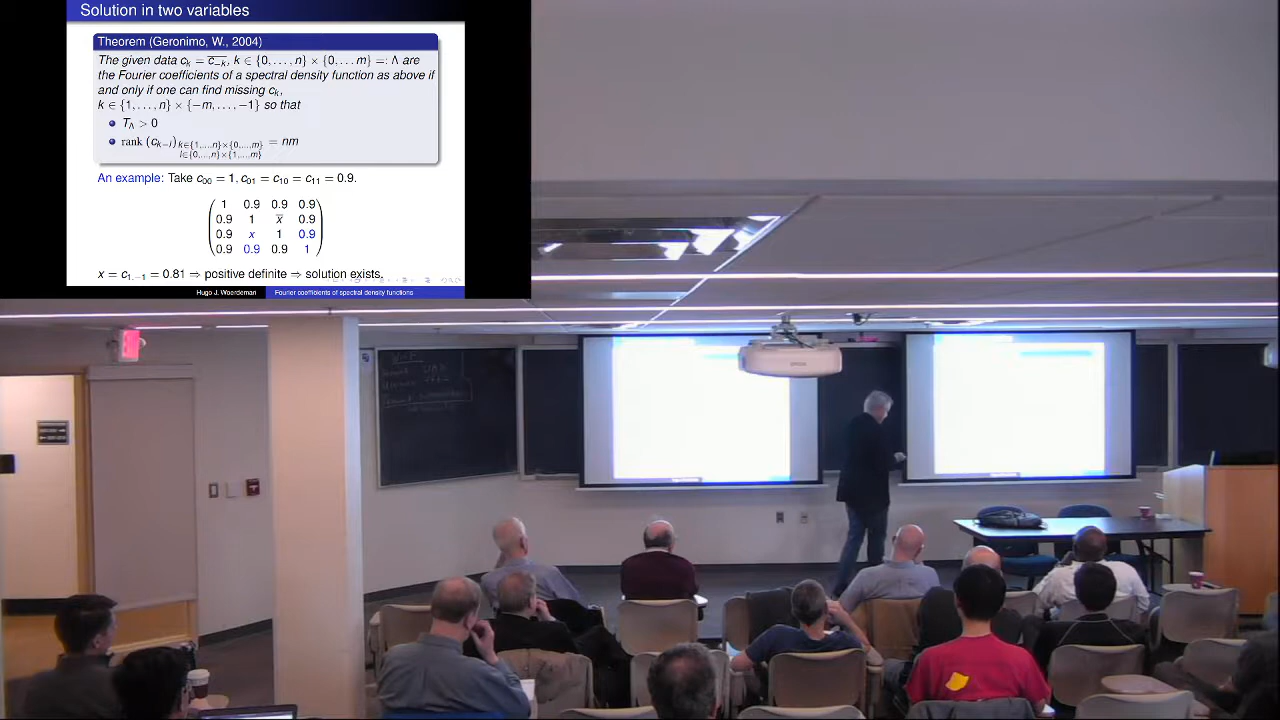 Solution in two variables
Theorem (Geronimo, W., 2004)
The given data c_k = \overline{c_{-k}}, k ∈ {0, . . . , n} × {0, . . . m} =: Λ are
the Fourier coefficients of a spectral density function as above if
and only if one can find missing c_k,
k ∈ {1, . . . , n} × {−m, . . . , −1} so that
T_Λ > 0
rank (c_{k−l})_{k∈{1,...,n}×{0,...,m}, l∈{0,...,n}×{1,...,m}} = nm
An example: Take c_{00} = 1, c_{01} = c_{10} = c_{11} = 0.9.
1 0.9 0.9 0.9
0.9 1 \overline{x} 0.9
0.9 x 1 0.9
0.9 0.9 0.9 1
x = c_{1,−1} = 0.81 ⇒ positive definite ⇒ solution exists.
Hugo J. Woerdeman Fourier coefficients of spectral density functions
EPSON